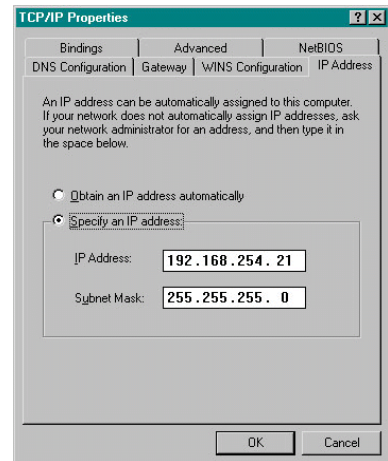 TCP/IP Properties
? X
Bindings Advanced NetBIOS
DNS Configuration Gateway WINS Configuration IP Address
An IP address can be automatically assigned to this computer.
If your network does not automatically assign IP addresses, ask
your network administrator for an address, and then type it in
the space below.
Obtain an IP address automatically
Specify an IP address:
IP Address: 192.168.254. 21
Subnet Mask: 255.255.255. 0
OK Cancel